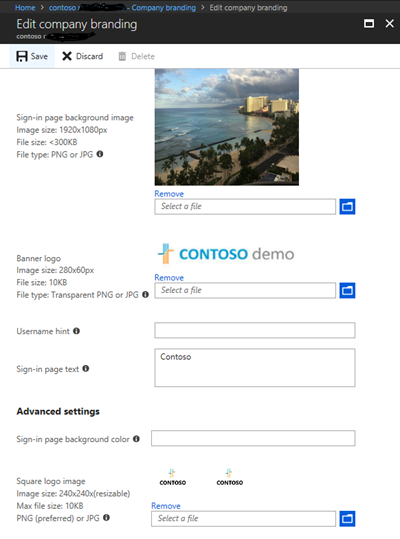 Home > contoso r - Company branding > Edit company branding
Edit company branding
contoso r
Save Discard Delete
Sign-in page background image
Image size: 1920x1080px
File size: <300KB
File type: PNG or JPG
Remove
Select a file
CONTOSO demo
Banner logo
Image size: 280x60px
File size: 10KB
File type: Transparent PNG or JPG
Remove
Select a file
Username hint
Sign-in page text
Contoso
Advanced settings
Sign-in page background color
CONTOSO CONTOSO
Square logo image
Image size: 240x240x(resizable)
Max file size: 10KB
PNG (preferred) or JPG
Remove
Select a file